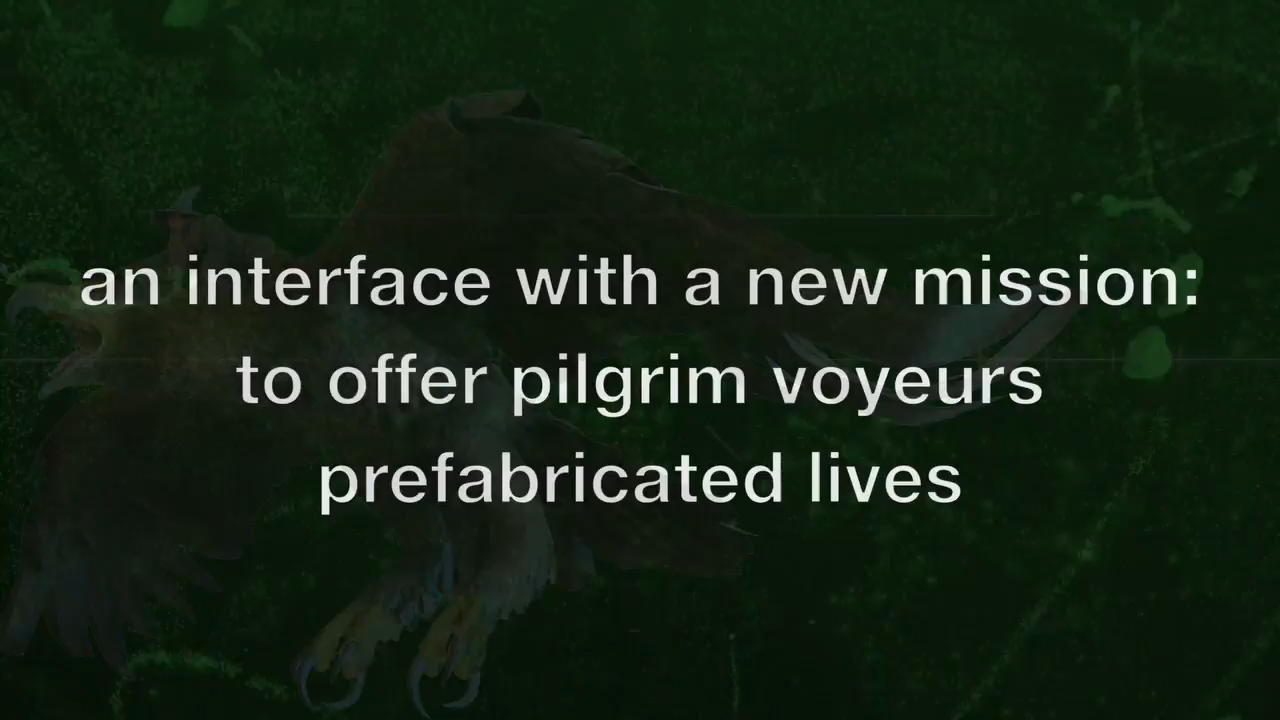 an interface with a new mission:
to offer pilgrim voyeurs
prefabricated lives